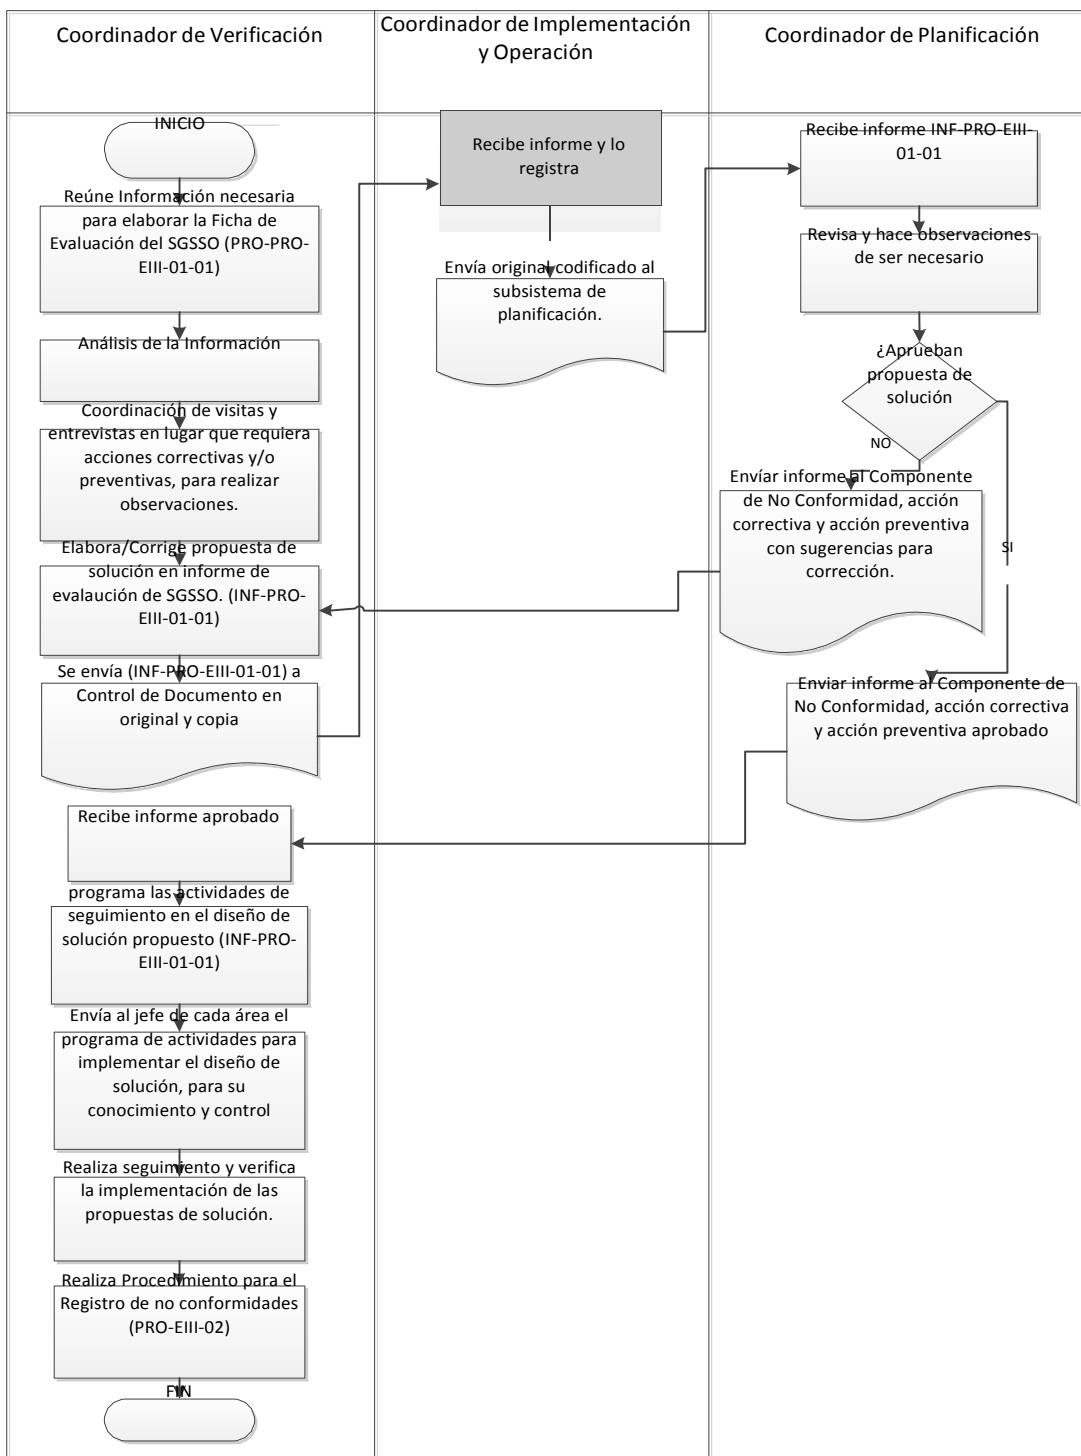 Coordinador de Verificación
Coordinador de Implementación
y Operación
Coordinador de Planificación
INICIO
Reúne Información necesaria
para elaborar la Ficha de
Evaluación del SGSSO (PRO-PRO-
EIII-01-01)
Análisis de la Información
Coordinación de visitas y
entrevistas en lugar que requiera
acciones correctivas y/o
preventivas, para realizar
observaciones.
Elabora/Corrige propuesta de
solución en informe de
evalaución de SGSSO. (INF-PRO-
EIII-01-01)
Se envía (INF-PRO-EIII-01-01) a
Control de Documento en
original y copia
Recibe informe y lo
registra
Envía original codificado al
subsistema de
planificación.
Recibe informe INF-PRO-EIII-
01-01
Revisa y hace observaciones
de ser necesario
¿Aprueban
propuesta de
solución
NO
SI
Envíar informe al Componente
de No Conformidad, acción
correctiva y acción preventiva
con sugerencias para
corrección.
Enviar informe al Componente de
No Conformidad, acción correctiva
y acción preventiva aprobado
Recibe informe aprobado
programa las actividades de
seguimiento en el diseño de
solución propuesto (INF-PRO-
EIII-01-01)
Envía al jefe de cada área el
programa de actividades para
implementar el diseño de
solución, para su
conocimiento y control
Realiza seguimiento y verifica
la implementación de las
propuestas de solución.
Realiza Procedimiento para el
Registro de no conformidades
(PRO-EIII-02)
FIN